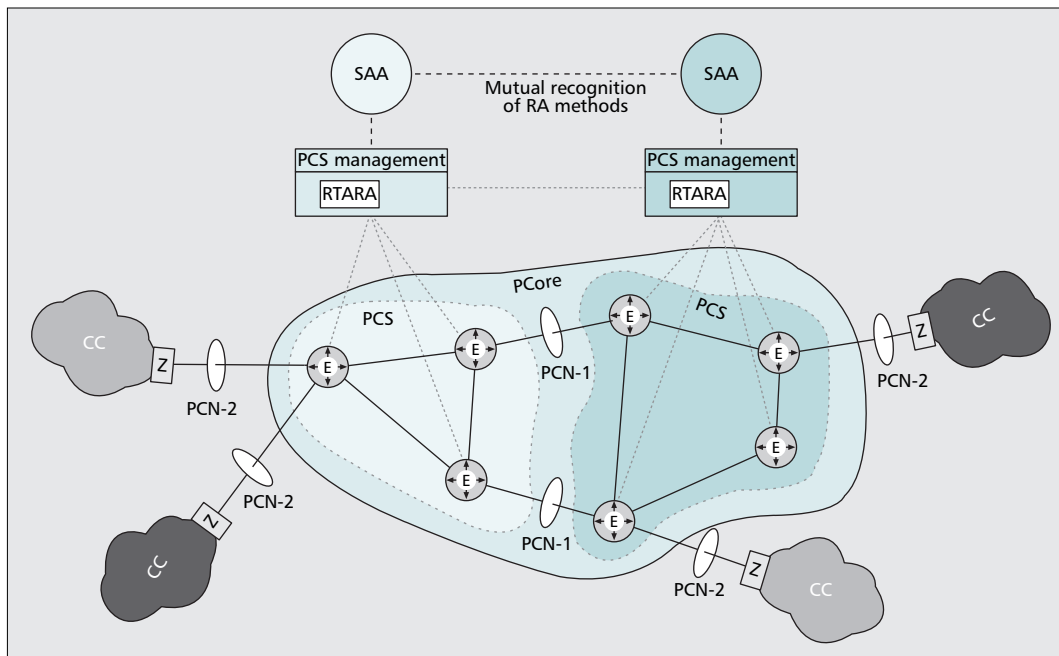 SAA
SAA
Mutual recognition
of RA methods
PCS management
PCS management
RTARA
RTARA
PCore
PCS
PCS
E
E
E
E
E
E
E
CC
Z
PCN-2
PCN-1
PCN-2
Z
CC
PCN-2
Z
CC
PCN-1
PCN-2
Z
CC